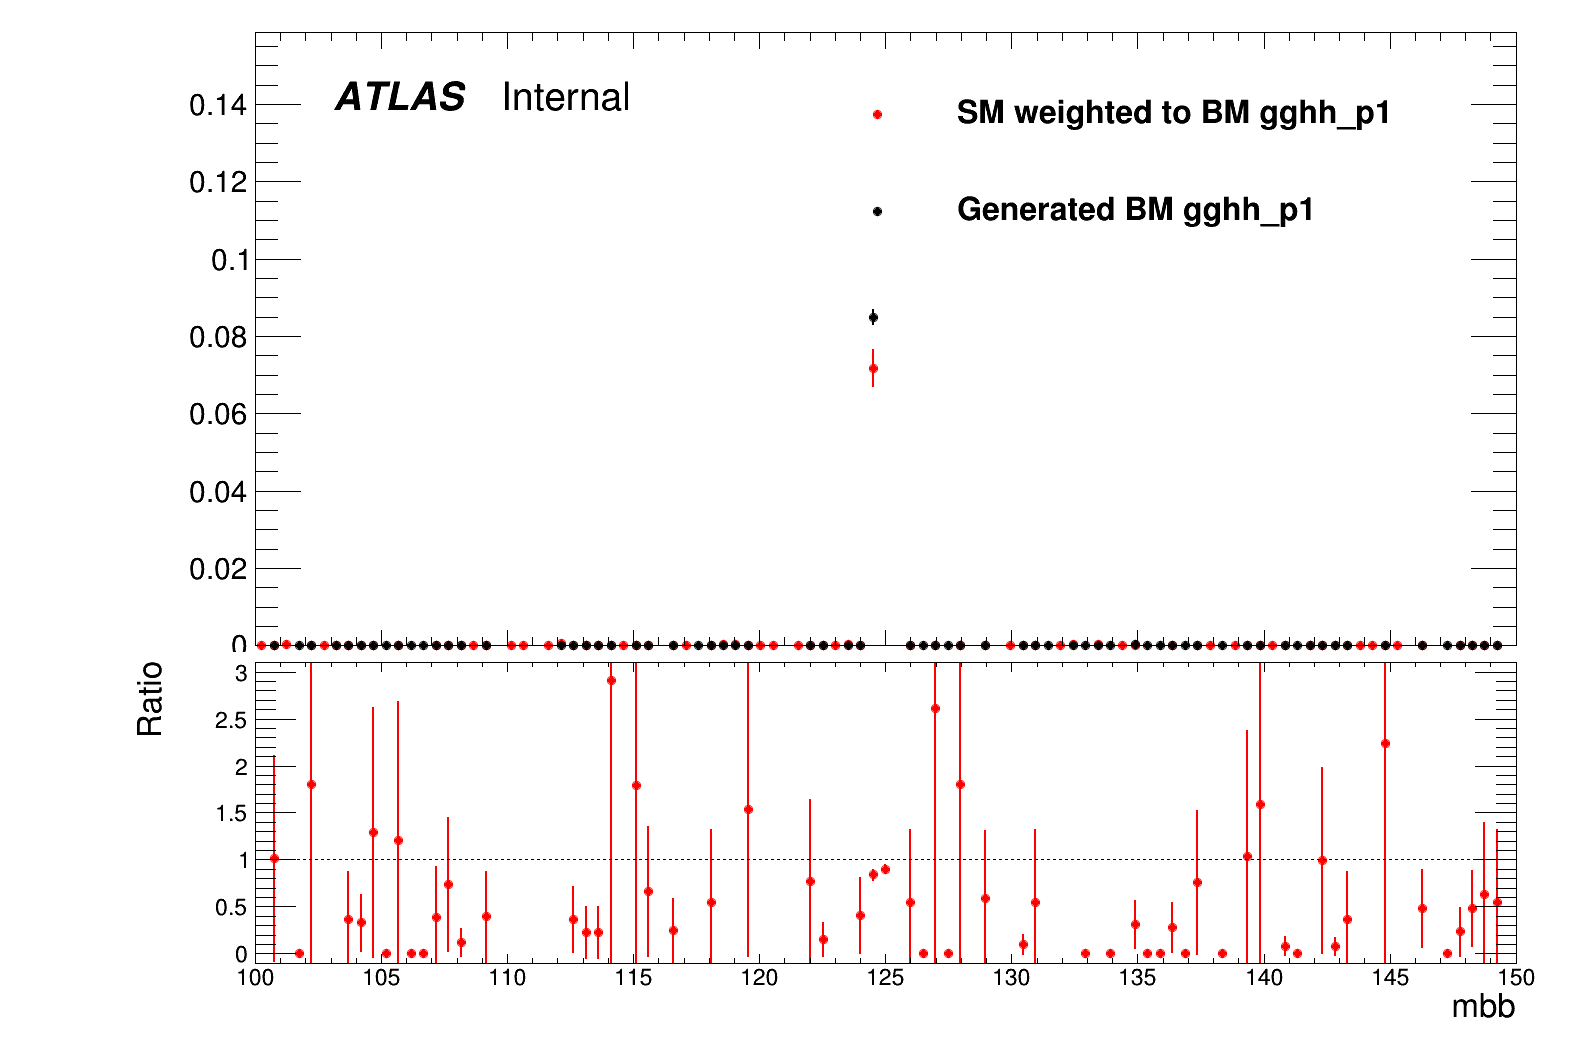 ATLAS Internal
SM weighted to BM gghh_p1
Generated BM gghh_p1
0.14
0.12
0.1
0.08
0.06
0.04
0.02
0
Ratio
3
2.5
2
1.5
1
0.5
0
100 105 110 115 120 125 130 135 140 145 150
mbb